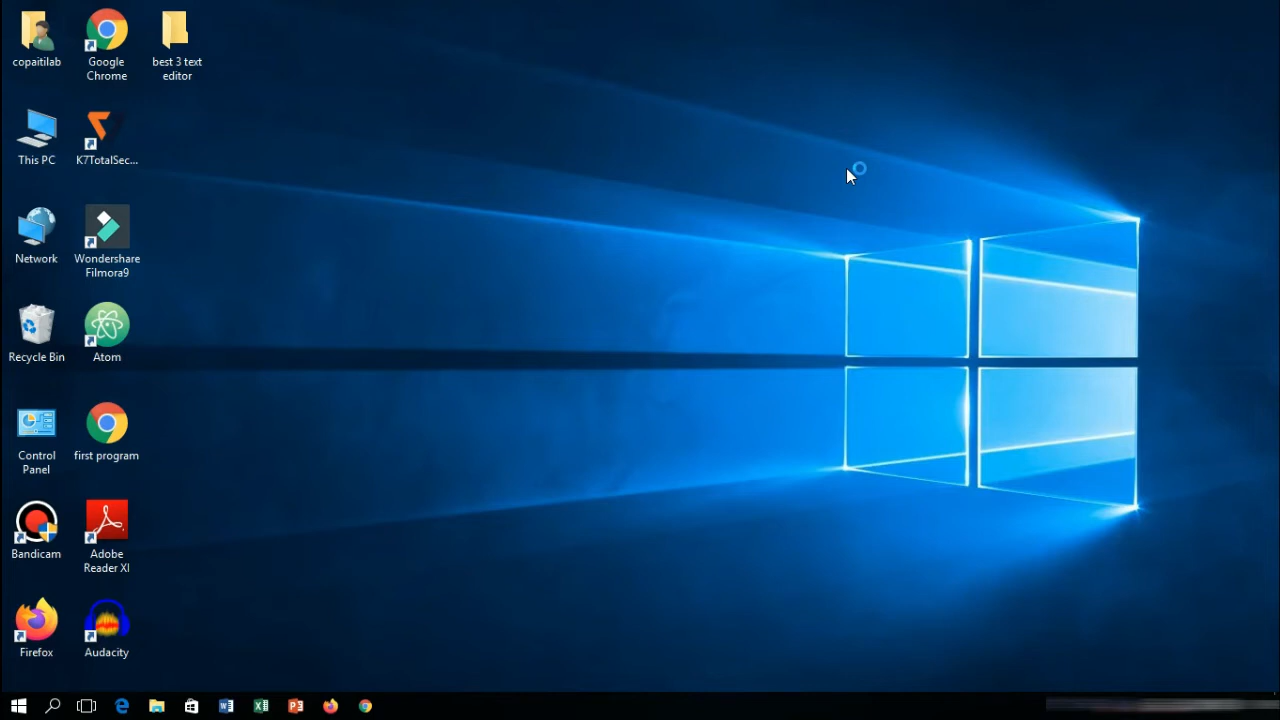 copaitilab
Google
Chrome
best 3 text
editor
This PC
K7TotalSec...
Network
Wondershare
Filmora9
Recycle Bin
Atom
Control
Panel
first program
Bandicam
Adobe
Reader XI
Firefox
Audacity